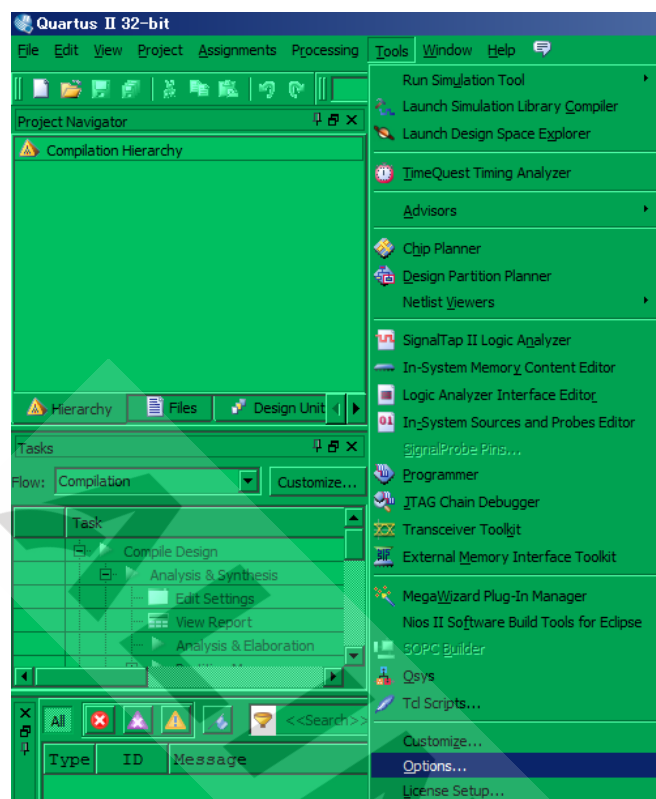 Quartus II 32-bit
File Edit View Project Assignments Processing Tools Window Help
Project Navigator
Compilation Hierarchy
Hierarchy Files Design Unit
Tasks
Flow: Compilation Customize...
Task
Compile Design
Analysis & Synthesis
Edit Settings
View Report
Analysis & Elaboration
All <<Search>>
Type ID Message
Run Simulation Tool
Launch Simulation Library Compiler
Launch Design Space Explorer
TimeQuest Timing Analyzer
Advisors
Chip Planner
Design Partition Planner
Netlist Viewers
SignalTap II Logic Analyzer
In-System Memory Content Editor
Logic Analyzer Interface Editor
In-System Sources and Probes Editor
SignalProbe Pins...
Programmer
JTAG Chain Debugger
Transceiver Toolkit
External Memory Interface Toolkit
MegaWizard Plug-In Manager
Nios II Software Build Tools for Eclipse
SOPC Builder
Qsys
Tcl Scripts...
Customize...
Options...
License Setup...